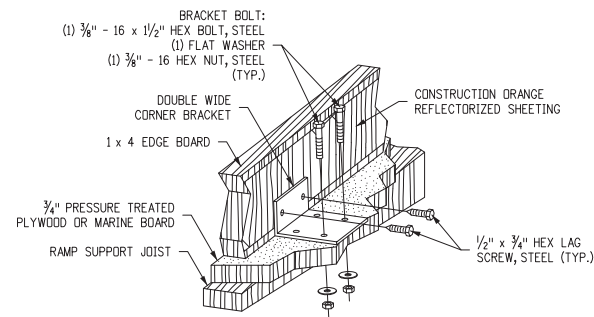 BRACKET BOLT:
(1) ⅜" - 16 x 1½" HEX BOLT, STEEL
(1) FLAT WASHER
(1) ⅜" - 16 HEX NUT, STEEL
(TYP.)
DOUBLE WIDE
CORNER BRACKET
CONSTRUCTION ORANGE
REFLECTORIZED SHEETING
1 x 4 EDGE BOARD
¾" PRESSURE TREATED
PLYWOOD OR MARINE BOARD
RAMP SUPPORT JOIST
½" x ¾" HEX LAG
SCREW, STEEL (TYP.)